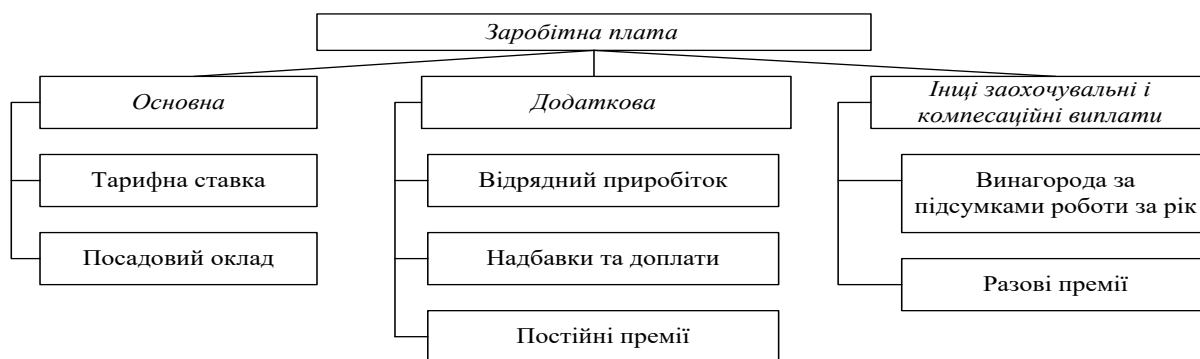 Заробітна плата
Основна
Тарифна ставка
Посадовий оклад
Додаткова
Відрядний приробіток
Надбавки та доплати
Постійні премії
Інщі заохочувальні і
компесаційні виплати
Винагорода за
підсумками роботи за рік
Разові премії